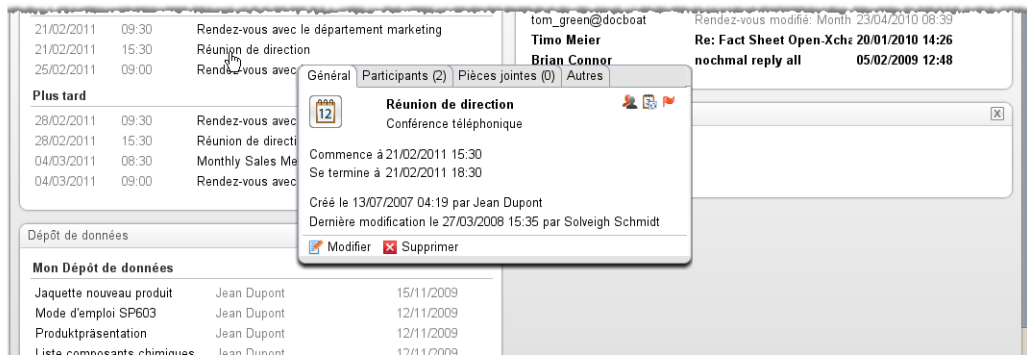 21/02/2011 09:30 Rendez-vous avec le département marketing
21/02/2011 15:30 Réunion de direction
25/02/2011 09:00 Rendez-vous avec
Plus tard
28/02/2011 09:30 Rendez-vous avec
28/02/2011 15:30 Réunion de directi
04/03/2011 08:30 Monthly Sales Me
04/03/2011 09:00 Rendez-vous avec
Dépôt de données
Mon Dépôt de données
Jaquette nouveau produit Jean Dupont 15/11/2009
Mode d'emploi SP603 Jean Dupont 12/11/2009
Produktpräsentation Jean Dupont 12/11/2009
Liste composants chimiques Jean Dupont 12/11/2009
tom_green@docboat Rendez-vous modifié: Month 23/04/2010 08:39
Timo Meier Re: Fact Sheet Open-Xcha 20/01/2010 14:26
Brian Connor nochmal reply all 05/02/2009 12:48
Général Participants (2) Pièces jointes (0) Autres
12
Réunion de direction
Conférence téléphonique
Commence à 21/02/2011 15:30
Se termine à 21/02/2011 18:30
Créé le 13/07/2007 04:19 par Jean Dupont
Dernière modification le 27/03/2008 15:35 par Solveigh Schmidt
Modifier Supprimer